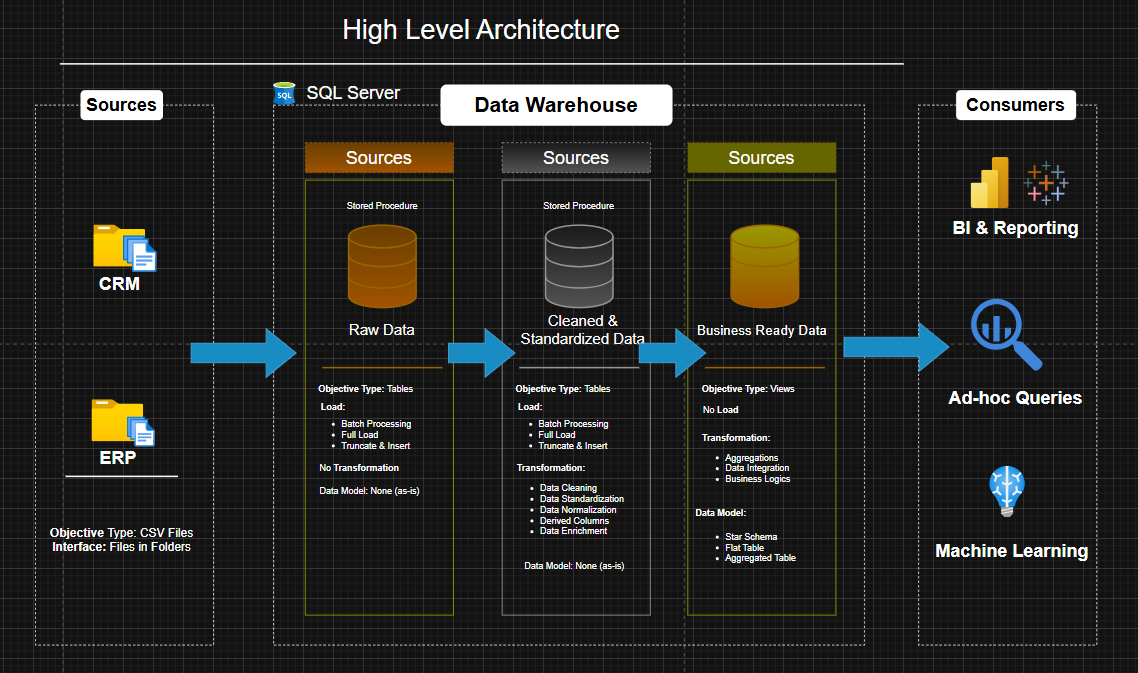 High Level Architecture
Sources
CRM
ERP
Objective Type: CSV Files
Interface: Files in Folders
SQL
SQL Server
Data Warehouse
Sources
Stored Procedure
Raw Data
Objective Type: Tables
Load:
• Batch Processing
• Full Load
• Truncate & Insert
No Transformation
Data Model: None (as-is)
Sources
Stored Procedure
Cleaned &
Standardized Data
Objective Type: Tables
Load:
• Batch Processing
• Full Load
• Truncate & Insert
Transformation:
• Data Cleaning
• Data Standardization
• Data Normalization
• Derived Columns
• Data Enrichment
Data Model: None (as-is)
Sources
Business Ready Data
Objective Type: Views
No Load
Transformation:
• Aggregations
• Data Integration
• Business Logics
Data Model:
• Star Schema
• Flat Table
• Aggregated Table
Consumers
BI & Reporting
Ad-hoc Queries
Machine Learning